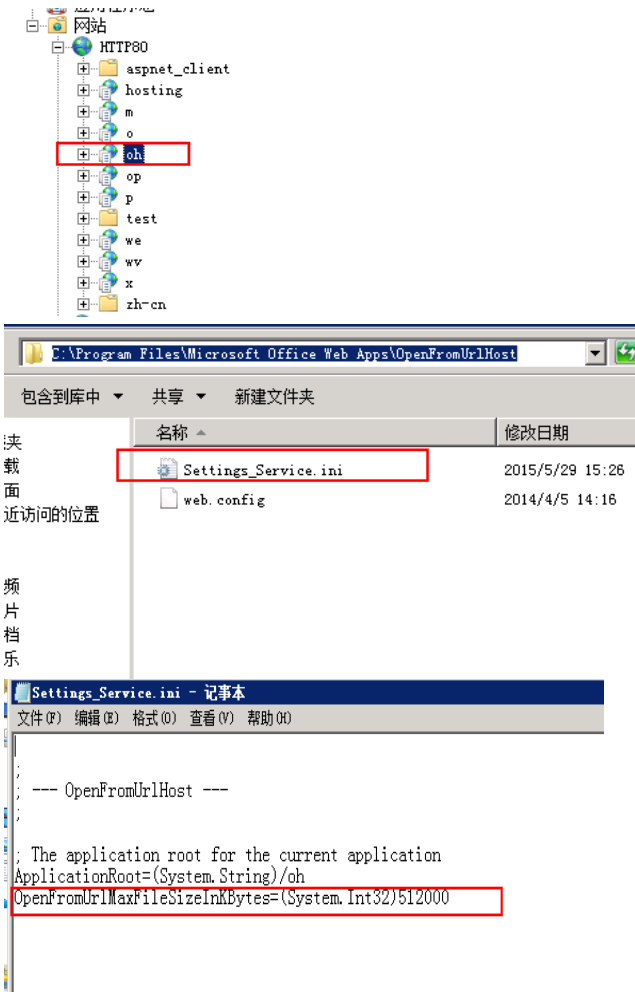 网站
HTTP80
aspnet_client
hosting
m
o
oh
op
p
test
we
wv
x
zh-cn
C:\Program Files\Microsoft Office Web Apps\OpenFromUrlHost
包含到库中 共享 新建文件夹
夹
载
面
近访问的位置
频
片
档
乐
名称 修改日期
Settings_Service.ini 2015/5/29 15:26
web.config 2014/4/5 14:16
Settings_Service.ini - 记事本
文件(F) 编辑(E) 格式(O) 查看(V) 帮助(H)
;
; --- OpenFromUrlHost ---
;
; The application root for the current application
ApplicationRoot=(System.String)/oh
OpenFromUrlMaxFileSizeInKBytes=(System.Int32)512000